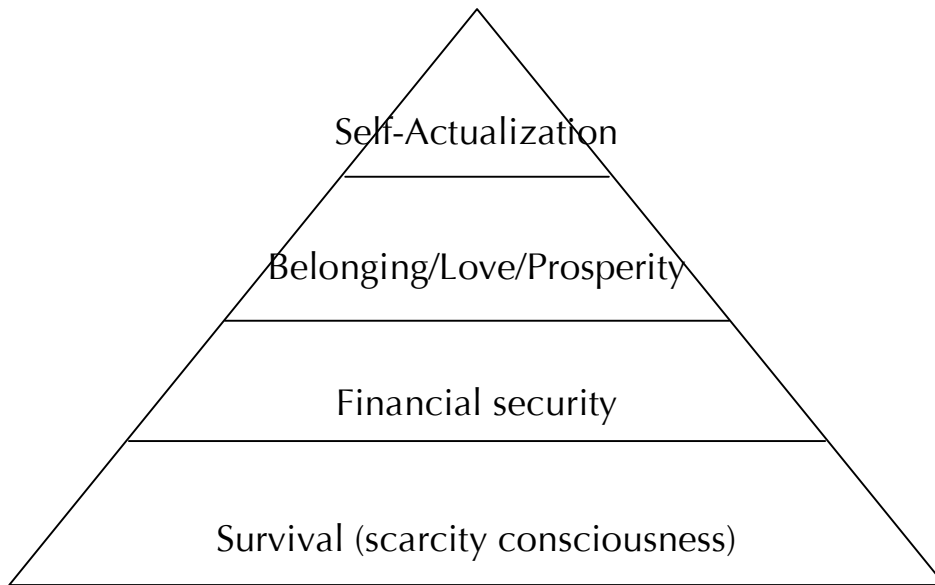 Self-Actualization
Belonging/Love/Prosperity
Financial security
Survival (scarcity consciousness)